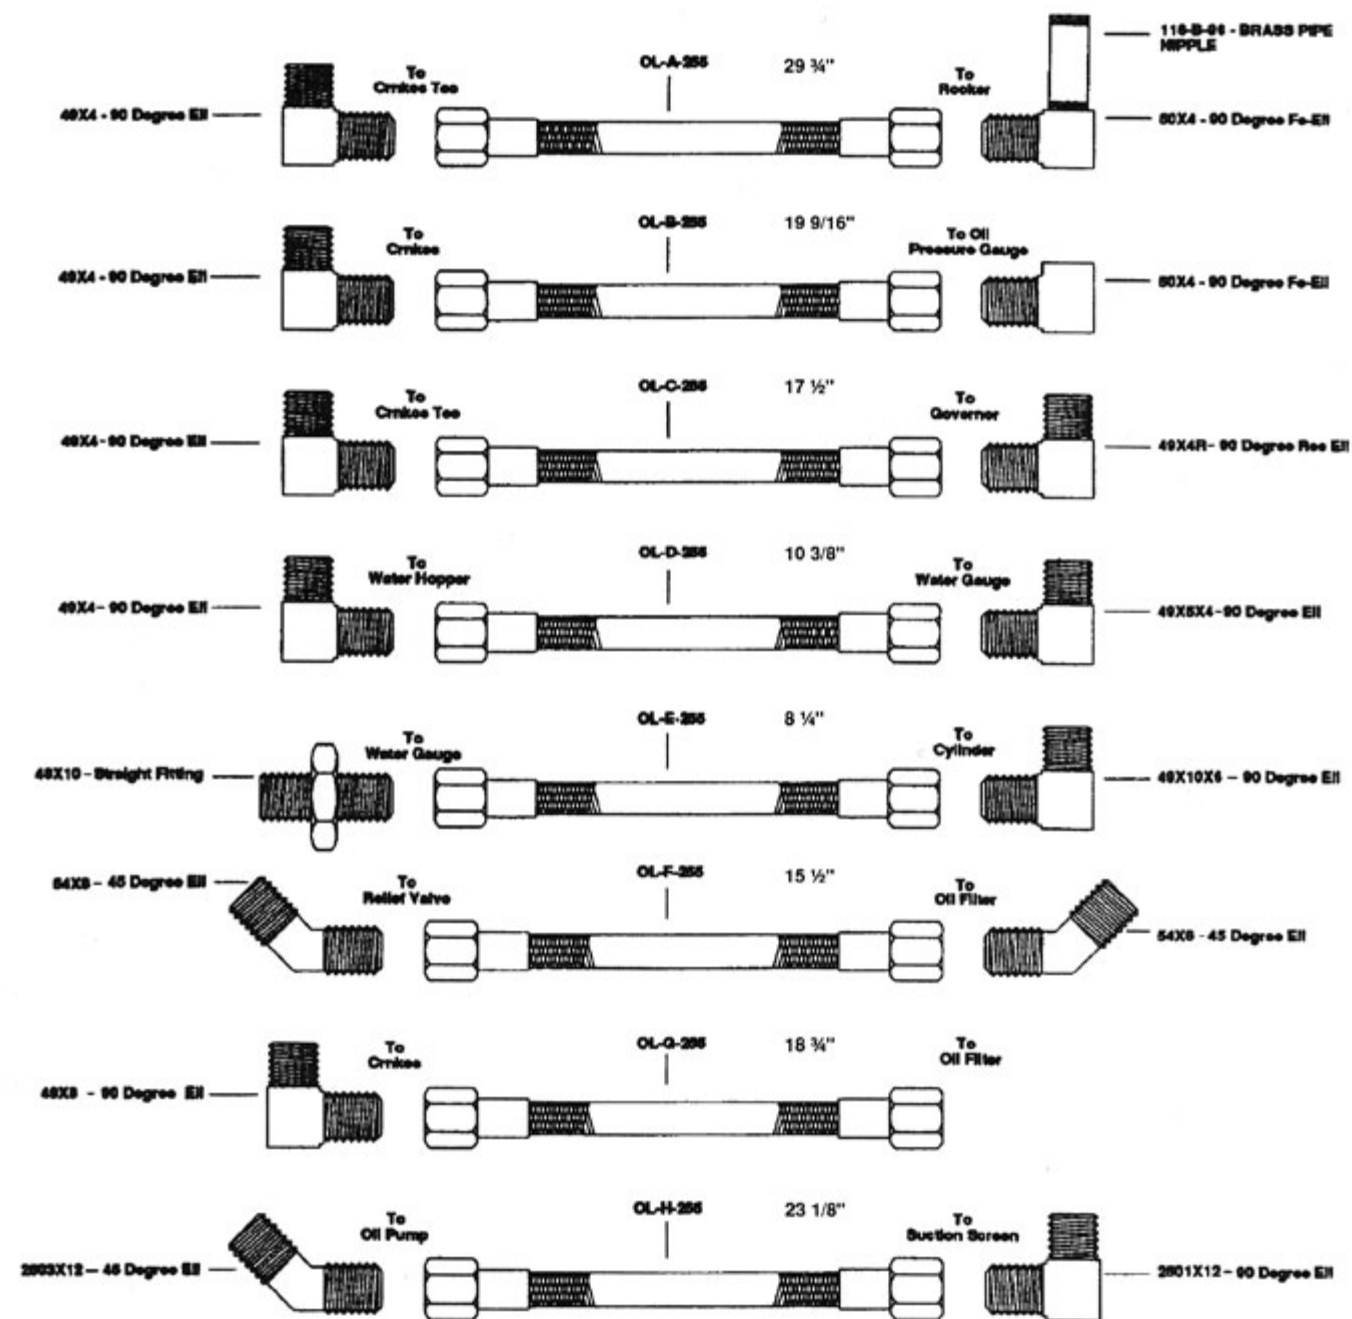 To
Crnkes Tee
OL-A-255
29 ¾"
To
Rocker
116-B-96 - BRASS PIPE
NIPPLE
49X4 - 90 Degree Ell
50X4 - 90 Degree Fe-Ell
To
Crnkes
OL-B-255
19 9/16"
To Oil
Pressure Gauge
49X4 - 90 Degree Ell
50X4 - 90 Degree Fe-Ell
To
Crnkes Tee
OL-C-255
17 ½"
To
Governor
49X4 - 90 Degree Ell
49X4R - 90 Degree Res Ell
To
Water Hopper
OL-D-255
10 3/8"
To
Water Gauge
49X4 - 90 Degree Ell
49X6X4 - 90 Degree Ell
To
Water Gauge
OL-E-255
8 ¼"
To
Cylinder
48X10 - Straight Fitting
49X10X6 - 90 Degree Ell
54X8 - 45 Degree Ell
To
Relief Valve
OL-F-255
15 ½"
To
Oil Filter
54X8 - 45 Degree Ell
To
Crnkes
OL-G-255
18 ¾"
To
Oil Filter
49X8 - 90 Degree Ell
To
Oil Pump
OL-H-255
23 1/8"
To
Suction Screen
2503X12 - 45 Degree Ell
2501X12 - 90 Degree Ell